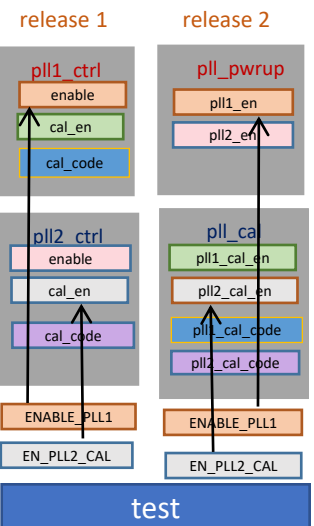 release 1
pll1_ctrl
enable
cal_en
cal_code
pll2_ctrl
enable
cal_en
cal_code
ENABLE_PLL1
EN_PLL2_CAL
release 2
pll_pwrup
pll1_en
pll2_en
pll_cal
pll1_cal_en
pll2_cal_en
pll1_cal_code
pll2_cal_code
ENABLE_PLL1
EN_PLL2_CAL
test